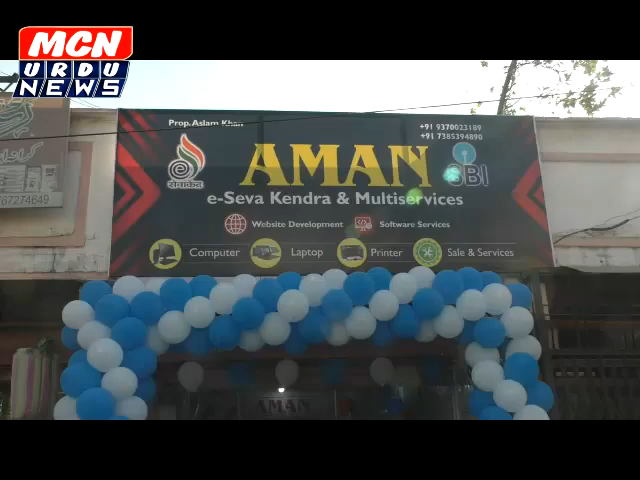 MCN
URDU
NEWS
Prop. Aslam Khan
+91 9370023189
+91 7385394890
AMAN
SBI
e-Seva Kendra & Multiservices
Website Development
Software Services
Computer
Laptop
Printer
Sale & Services
67274649
AMAN